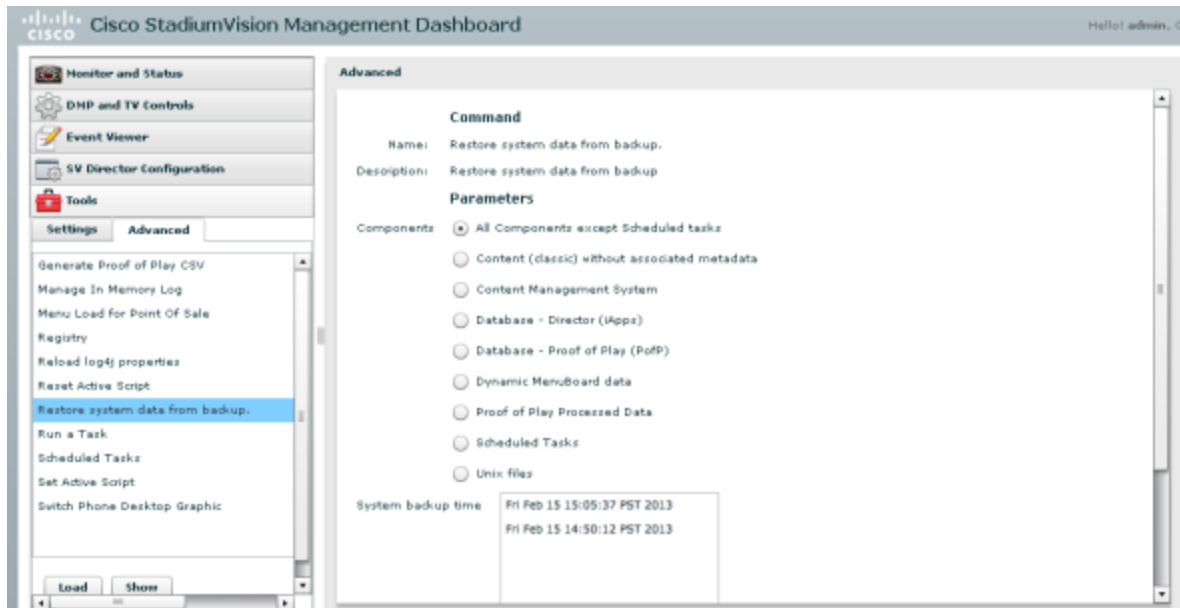 CISCO Cisco StadiumVision Management Dashboard
Hello! admin.
Monitor and Status
DMP and TV Controls
Event Viewer
SV Director Configuration
Tools
Settings Advanced
Generate Proof of Play CSV
Manage In Memory Log
Menu Load for Point Of Sale
Registry
Reload log4j properties
Reset Active Script
Restore system data from backup.
Run a Task
Scheduled Tasks
Set Active Script
Switch Phone Desktop Graphic
Load Show
Advanced
Command
Name: Restore system data from backup.
Description: Restore system data from backup
Parameters
Components All Components except Scheduled tasks
Content (classic) without associated metadata
Content Management System
Database - Director (iApps)
Database - Proof of Play (PofP)
Dynamic MenuBoard data
Proof of Play Processed Data
Scheduled Tasks
Unix files
System backup time Fri Feb 15 15:05:37 PST 2013
Fri Feb 15 14:50:12 PST 2013